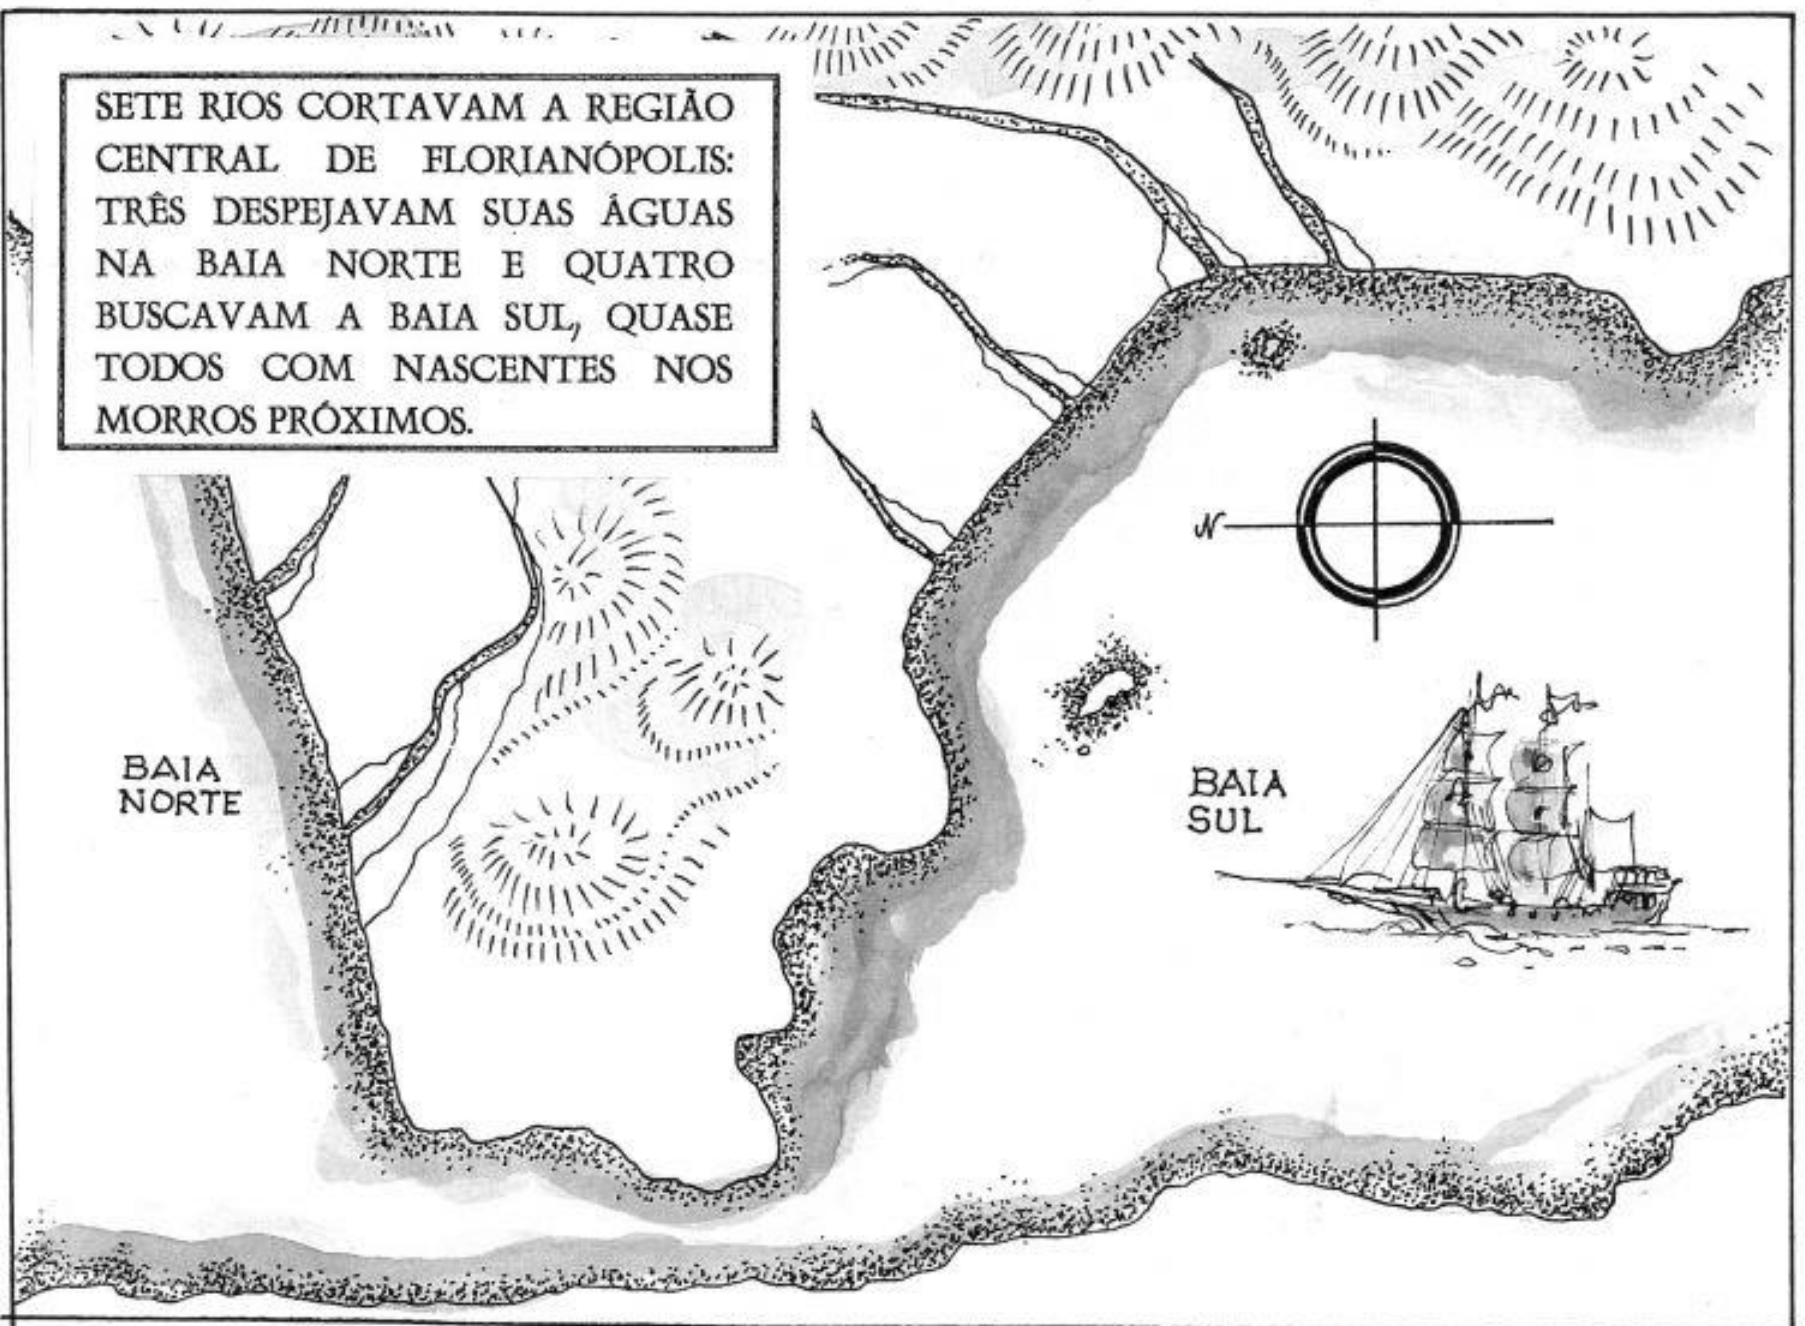 SETE RIOS CORTAVAM A REGIÃO
CENTRAL DE FLORIANÓPOLIS:
TRÊS DESPEJAVAM SUAS ÁGUAS
NA BAIA NORTE E QUATRO
BUSCAVAM A BAIA SUL, QUASE
TODOS COM NASCENTES NOS
MORROS PRÓXIMOS.
N
BAIA
NORTE
BAIA
SUL